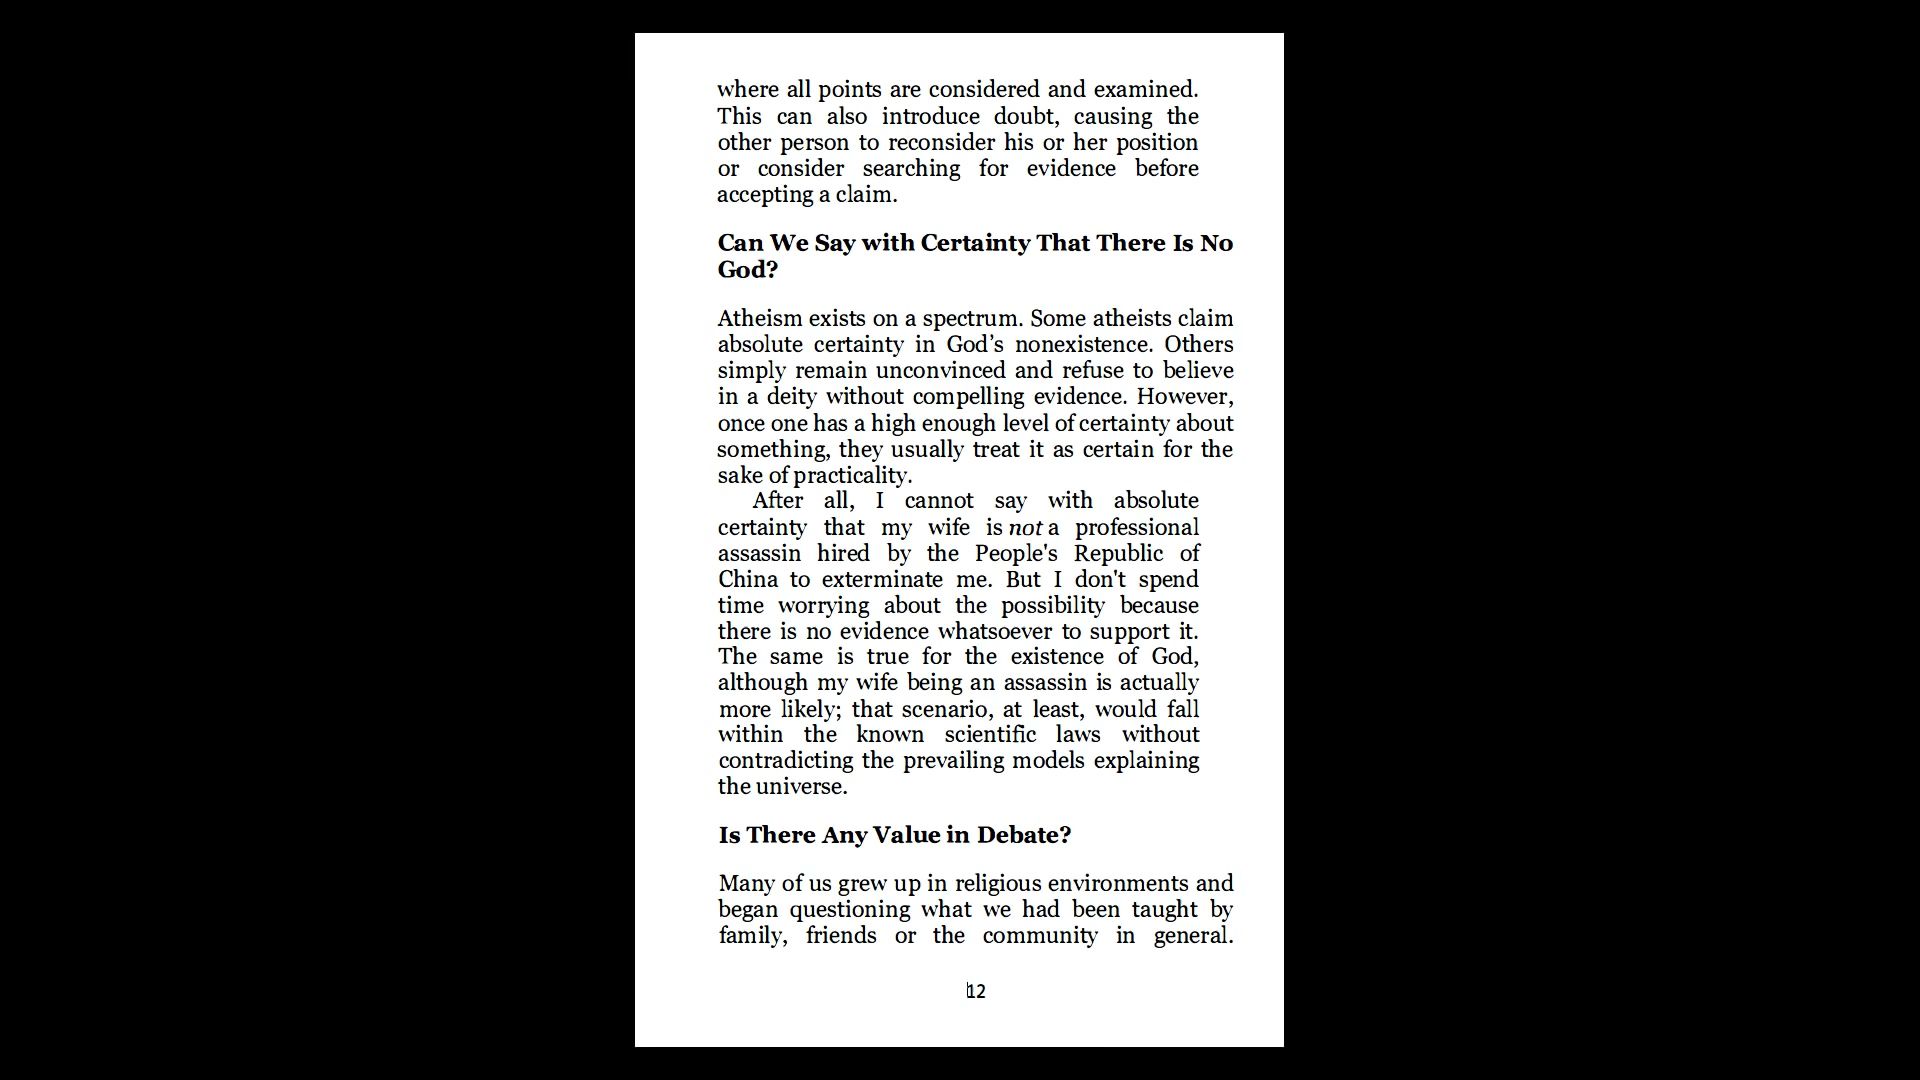 where all points are considered and examined.
This can also introduce doubt, causing the
other person to reconsider his or her position
or consider searching for evidence before
accepting a claim.
Can We Say with Certainty That There Is No
God?
Atheism exists on a spectrum. Some atheists claim
absolute certainty in God’s nonexistence. Others
simply remain unconvinced and refuse to believe
in a deity without compelling evidence. However,
once one has a high enough level of certainty about
something, they usually treat it as certain for the
sake of practicality.
After all, I cannot say with absolute
certainty that my wife is not a professional
assassin hired by the People's Republic of
China to exterminate me. But I don't spend
time worrying about the possibility because
there is no evidence whatsoever to support it.
The same is true for the existence of God,
although my wife being an assassin is actually
more likely; that scenario, at least, would fall
within the known scientific laws without
contradicting the prevailing models explaining
the universe.
Is There Any Value in Debate?
Many of us grew up in religious environments and
began questioning what we had been taught by
family, friends or the community in general.
12